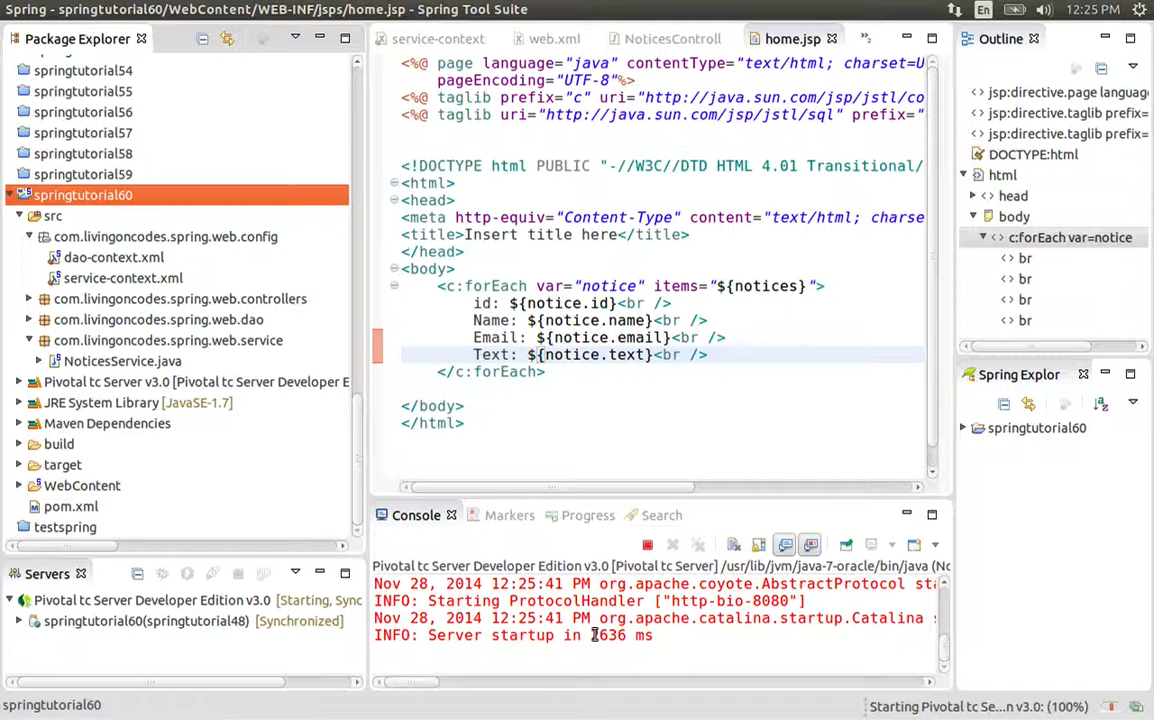 Spring - springtutorial60/WebContent/WEB-INF/jsps/home.jsp - Spring Tool Suite
En
12:25 PM
Package Explorer
springtutorial54
springtutorial55
springtutorial56
springtutorial57
springtutorial58
springtutorial59
springtutorial60
src
com.livingoncodes.spring.web.config
dao-context.xml
service-context.xml
com.livingoncodes.spring.web.controllers
com.livingoncodes.spring.web.dao
com.livingoncodes.spring.web.service
NoticesService.java
Pivotal tc Server v3.0 [Pivotal tc Server Developer E
JRE System Library [JavaSE-1.7]
Maven Dependencies
build
target
WebContent
pom.xml
testspring
Servers
Pivotal tc Server Developer Edition v3.0 [Starting, Sync
springtutorial60(springtutorial48) [Synchronized]
service-context
web.xml
NoticesControll
home.jsp
<%@ page language="java" contentType="text/html; charset=U
pageEncoding="UTF-8"%>
<%@ taglib prefix="c" uri="http://java.sun.com/jsp/jstl/co
<%@ taglib uri="http://java.sun.com/jsp/jstl/sql" prefix="
<!DOCTYPE html PUBLIC "-//W3C//DTD HTML 4.01 Transitional/
<html>
<head>
<meta http-equiv="Content-Type" content="text/html; charse
<title>Insert title here</title>
</head>
<body>
<c:forEach var="notice" items="${notices}">
id: ${notice.id}<br />
Name: ${notice.name}<br />
Email: ${notice.email}<br />
Text: ${notice.text}<br />
</c:forEach>
</body>
</html>
Console
Markers
Progress
Search
Pivotal tc Server Developer Edition v3.0 [Pivotal tc Server] /usr/lib/jvm/java-7-oracle/bin/java (No
Nov 28, 2014 12:25:41 PM org.apache.coyote.AbstractProtocol sta
INFO: Starting ProtocolHandler ["http-bio-8080"]
Nov 28, 2014 12:25:41 PM org.apache.catalina.startup.Catalina s
INFO: Server startup in ms
Outline
jsp:directive.page language
jsp:directive.taglib prefix=
jsp:directive.taglib prefix=
DOCTYPE:html
html
head
body
c:forEach var=notice
br
br
br
br
Spring Explor
springtutorial60
springtutorial60
Starting Pivotal tc Se...n v3.0: (100%)